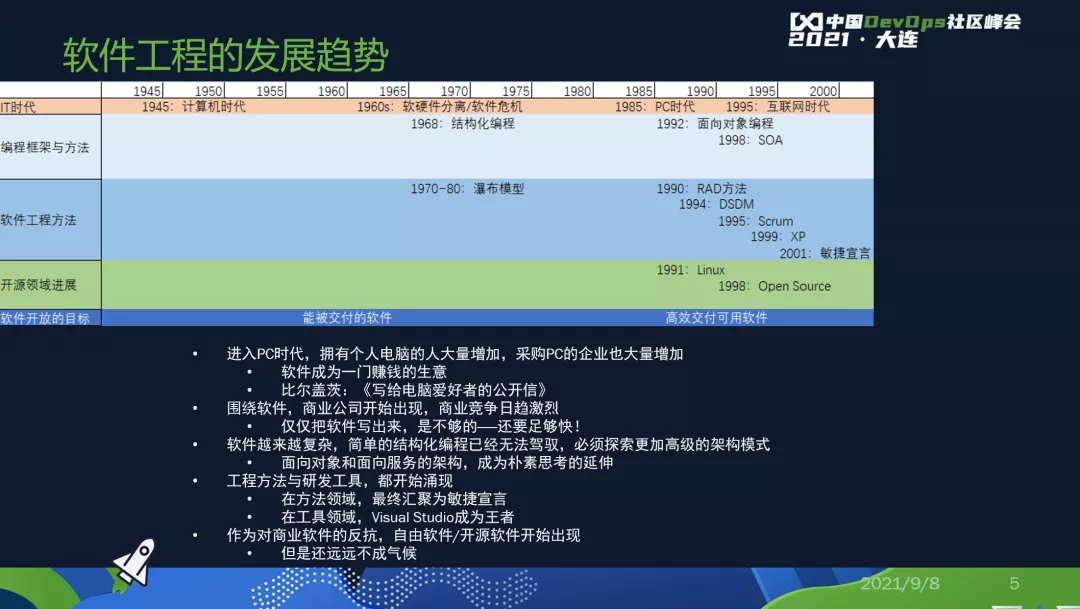 中国DevOps社区峰会
2021·大连
软件工程的发展趋势
1945 1950 1955 1960 1965 1970 1975 1980 1985 1990 1995 2000
IT时代 1945：计算机时代 1960s：软硬件分离/软件危机 1985：PC时代 1995：互联网时代
编程框架与方法 1968：结构化编程 1992：面向对象编程
1998：SOA
软件工程方法 1970-80：瀑布模型 1990：RAD方法
1994：DSDM
1995：Scrum
1999：XP
2001：敏捷宣言
开源领域进展 1991：Linux
1998：Open Source
软件开放的目标 能被交付的软件 高效交付可用软件
• 进入PC时代，拥有个人电脑的人大量增加，采购PC的企业也大量增加
• 软件成为一门赚钱的生意
• 比尔盖茨：《写给电脑爱好者的公开信》
• 围绕软件，商业公司开始出现，商业竞争日趋激烈
• 仅仅把软件写出来，是不够的——还要足够快！
• 软件越来越复杂，简单的结构化编程已经无法驾驭，必须探索更加高级的架构模式
• 面向对象和面向服务的架构，成为朴素思考的延伸
• 工程方法与研发工具，都开始涌现
• 在方法领域，最终汇聚为敏捷宣言
• 在工具领域，Visual Studio成为王者
• 作为对商业软件的反抗，自由软件/开源软件开始出现
• 但是还远远不成气候
2021/9/8 5